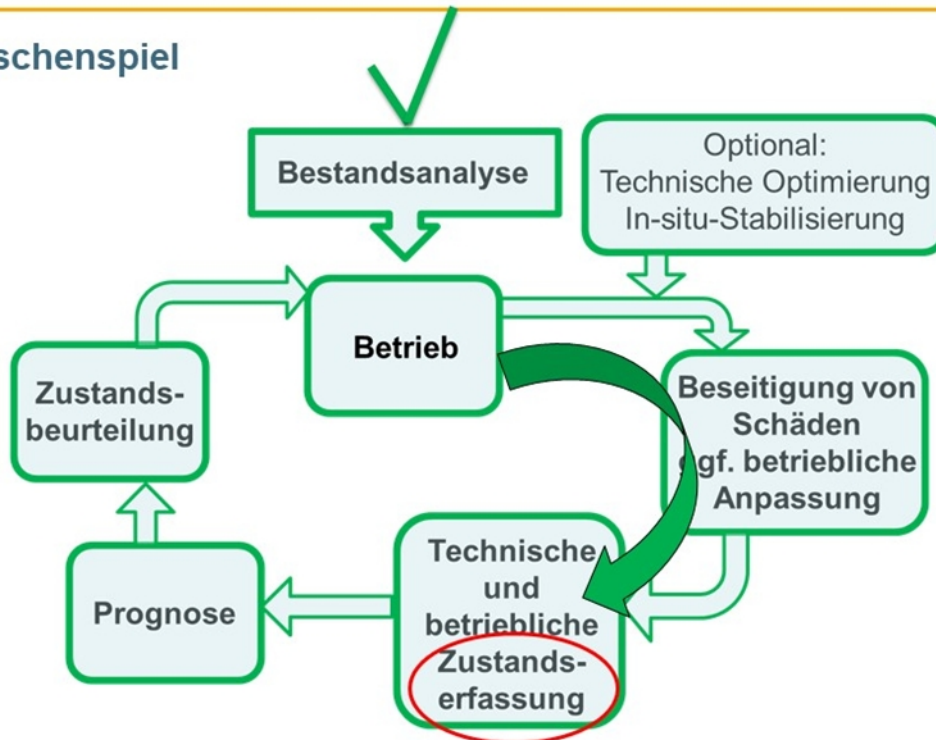 schenspiel
Bestandsanalyse
Optional:
Technische Optimierung
In-situ-Stabilisierung
Betrieb
Zustands-
beurteilung
Beseitigung von
Schäden
ggf. betriebliche
Anpassung
Technische
und
betriebliche
Zustands-
erfassung
Prognose